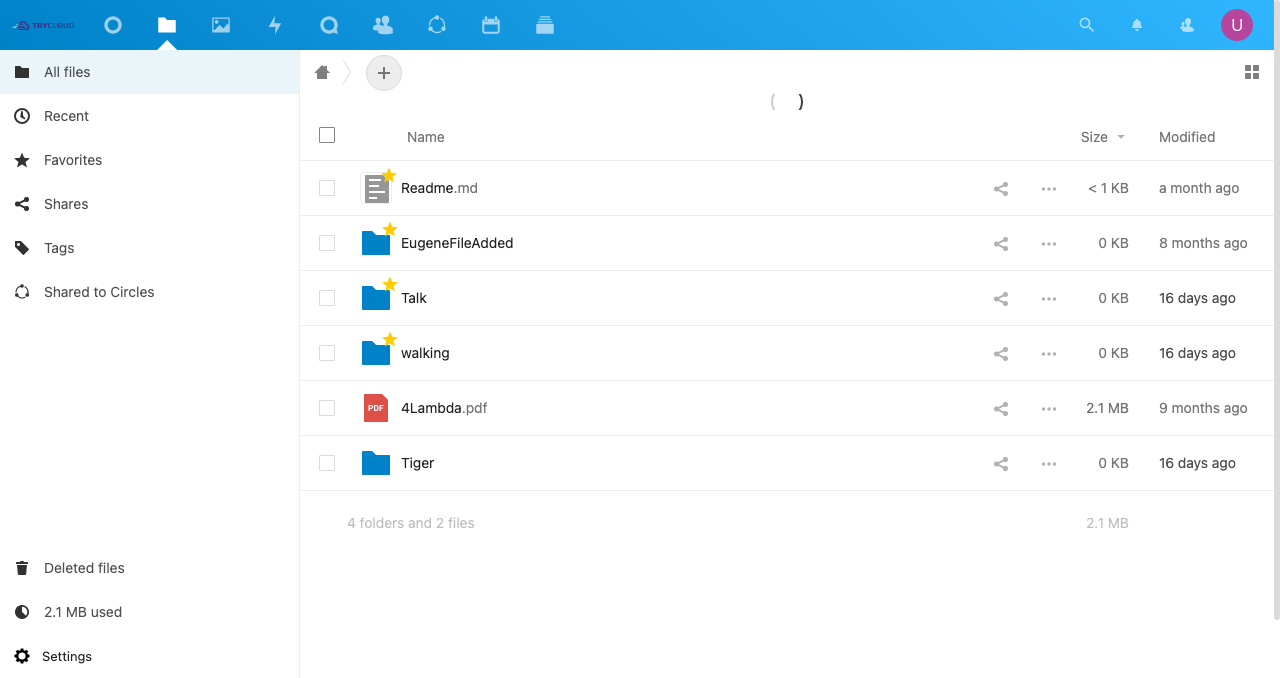 TRYCLOUD
U
All files
Recent
Favorites
Shares
Tags
Shared to Circles
Deleted files
2.1 MB used
Settings
( )
Name Size Modified
Readme.md < 1 KB a month ago
EugeneFileAdded 0 KB 8 months ago
Talk 0 KB 16 days ago
walking 0 KB 16 days ago
PDF 4Lambda.pdf 2.1 MB 9 months ago
Tiger 0 KB 16 days ago
4 folders and 2 files 2.1 MB